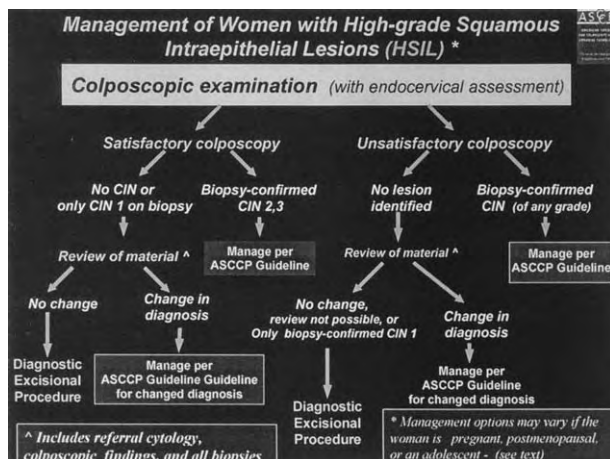 Management of Women with High-grade Squamous
Intraepithelial Lesions (HSIL) *
ASC
Colposcopic examination (with endocervical assessment)
Satisfactory colposcopy
Unsatisfactory colposcopy
No CIN or
only CIN 1 on biopsy
Biopsy-confirmed
CIN 2,3
No lesion
identified
Biopsy-confirmed
CIN (of any grade)
Review of material ^
Manage per
ASCCP Guideline
Review of material ^
Manage per
ASCCP Guideline
No change
Change in
diagnosis
No change,
review not possible, or
Only biopsy-confirmed CIN 1
Change in
diagnosis
Diagnostic
Excisional
Procedure
Manage per
ASCCP Guideline Guideline
for changed diagnosis
Manage per
ASCCP Guideline
for changed diagnosis
Diagnostic
Excisional
Procedure
^ Includes referral cytology,
colposcopic findings, and all biopsies
* Management options may vary if the
woman is pregnant, postmenopausal,
or an adolescent - (see text)